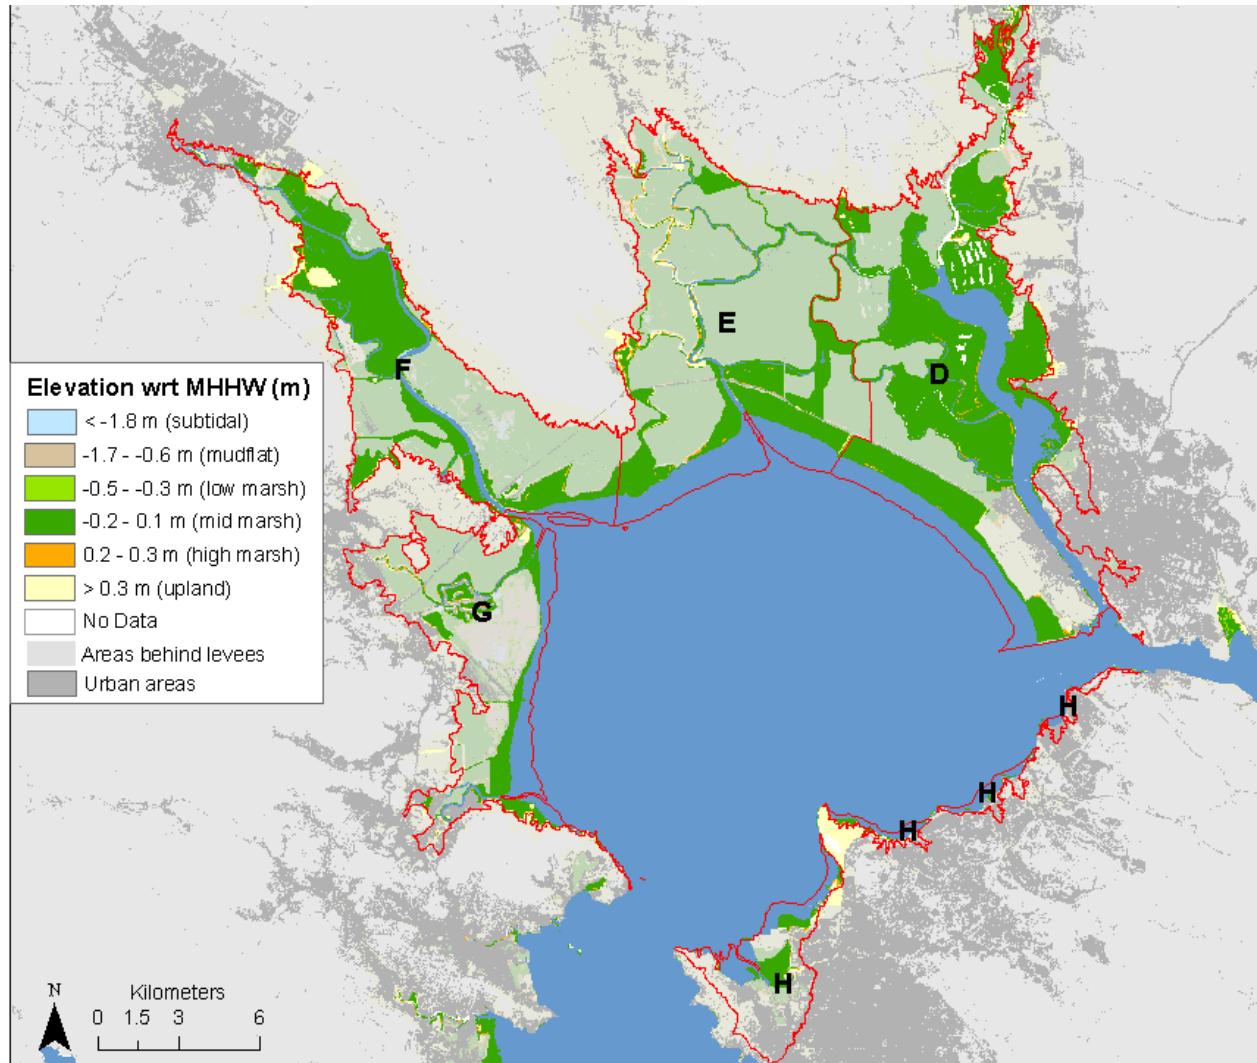 E
D
F
Elevation wrt MHHW (m)
< -1.8 m (subtidal)
-1.7 - -0.6 m (mudflat)
-0.5 - -0.3 m (low marsh)
-0.2 - 0.1 m (mid marsh)
0.2 - 0.3 m (high marsh)
> 0.3 m (upland)
No Data
Areas behind levees
Urban areas
G
H
H
H
H
N
Kilometers
0 1.5 3 6